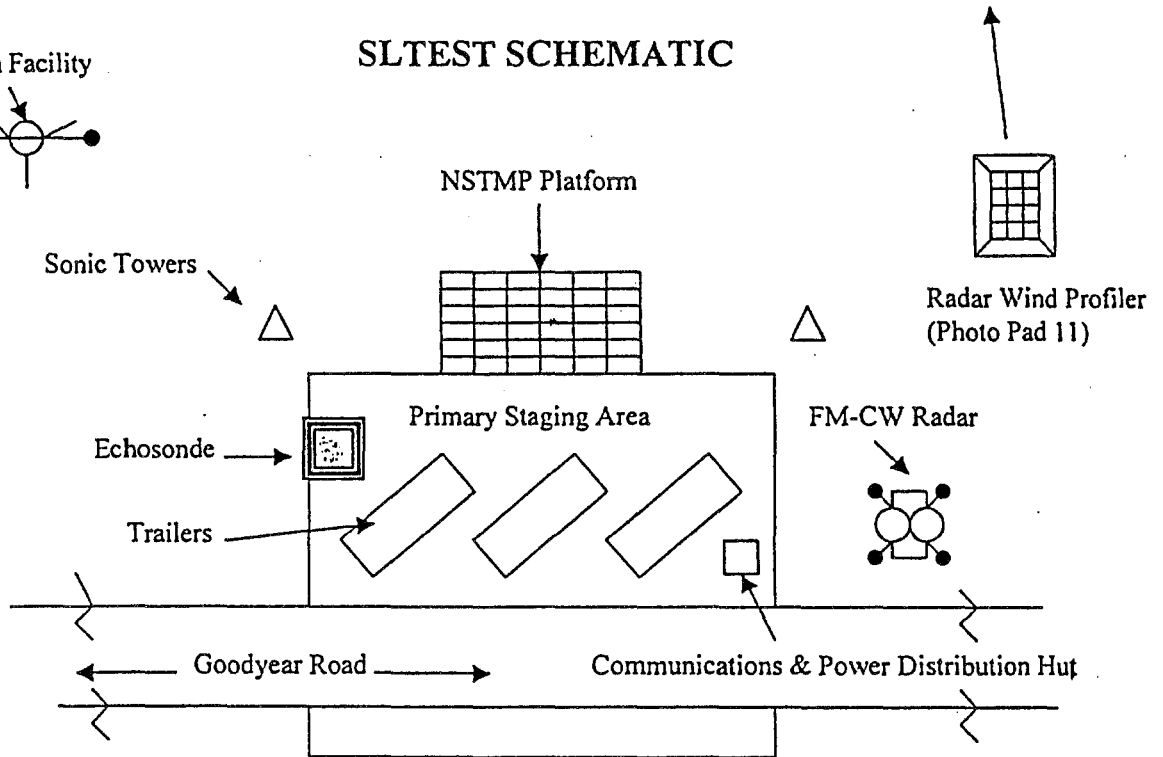 SLTEST SCHEMATIC
Facility
NSTMP Platform
Sonic Towers
Radar Wind Profiler
(Photo Pad 11)
Primary Staging Area
FM-CW Radar
Echosonde
Trailers
Goodyear Road
Communications & Power Distribution Hut